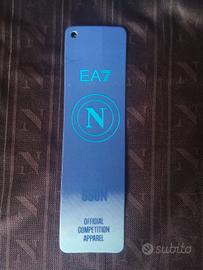 EA7
N
SSCN
OFFICIAL
COMPETITION
APPAREL
subito